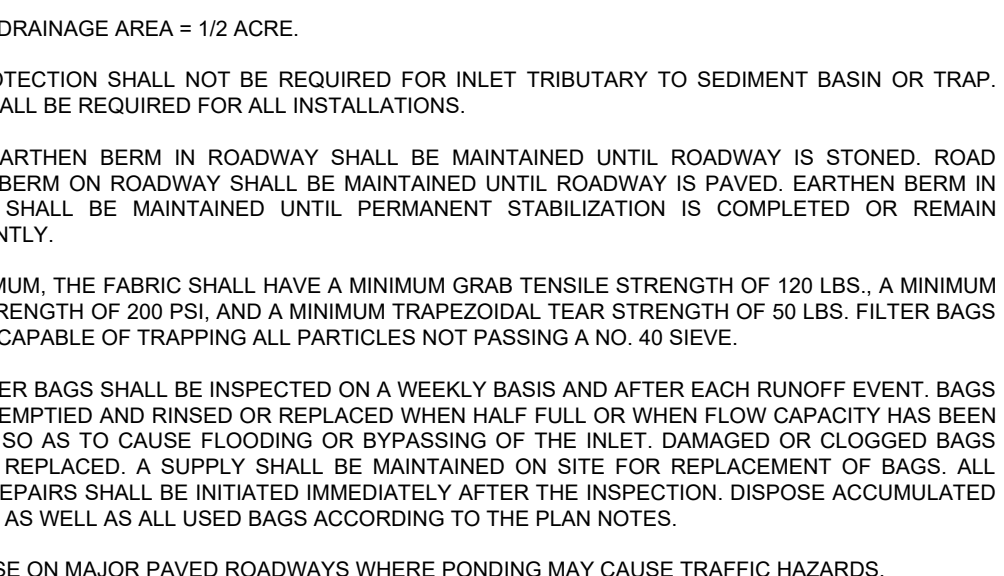 DRAINAGE AREA = 1/2 ACRE.
OTECTION SHALL NOT BE REQUIRED FOR INLET TRIBUTARY TO SEDIMENT BASIN OR TRAP.
ALL BE REQUIRED FOR ALL INSTALLATIONS.
ARTHEN BERM IN ROADWAY SHALL BE MAINTAINED UNTIL ROADWAY IS STONED. ROAD
BERM ON ROADWAY SHALL BE MAINTAINED UNTIL ROADWAY IS PAVED. EARTHEN BERM IN
SHALL BE MAINTAINED UNTIL PERMANENT STABILIZATION IS COMPLETED OR REMAIN
NTLY.
MUM, THE FABRIC SHALL HAVE A MINIMUM GRAB TENSILE STRENGTH OF 120 LBS., A MINIMUM
RENGTH OF 200 PSI, AND A MINIMUM TRAPEZOIDAL TEAR STRENGTH OF 50 LBS. FILTER BAGS
CAPABLE OF TRAPPING ALL PARTICLES NOT PASSING A NO. 40 SIEVE.
ER BAGS SHALL BE INSPECTED ON A WEEKLY BASIS AND AFTER EACH RUNOFF EVENT. BAGS
EMPTIED AND RINSED OR REPLACED WHEN HALF FULL OR WHEN FLOW CAPACITY HAS BEEN
SO AS TO CAUSE FLOODING OR BYPASSING OF THE INLET. DAMAGED OR CLOGGED BAGS
REPLACED. A SUPPLY SHALL BE MAINTAINED ON SITE FOR REPLACEMENT OF BAGS. ALL
EPAIRS SHALL BE INITIATED IMMEDIATELY AFTER THE INSPECTION. DISPOSE ACCUMULATED
AS WELL AS ALL USED BAGS ACCORDING TO THE PLAN NOTES.
SE ON MAJOR PAVED ROADWAYS WHERE PONDING MAY CAUSE TRAFFIC HAZARDS.